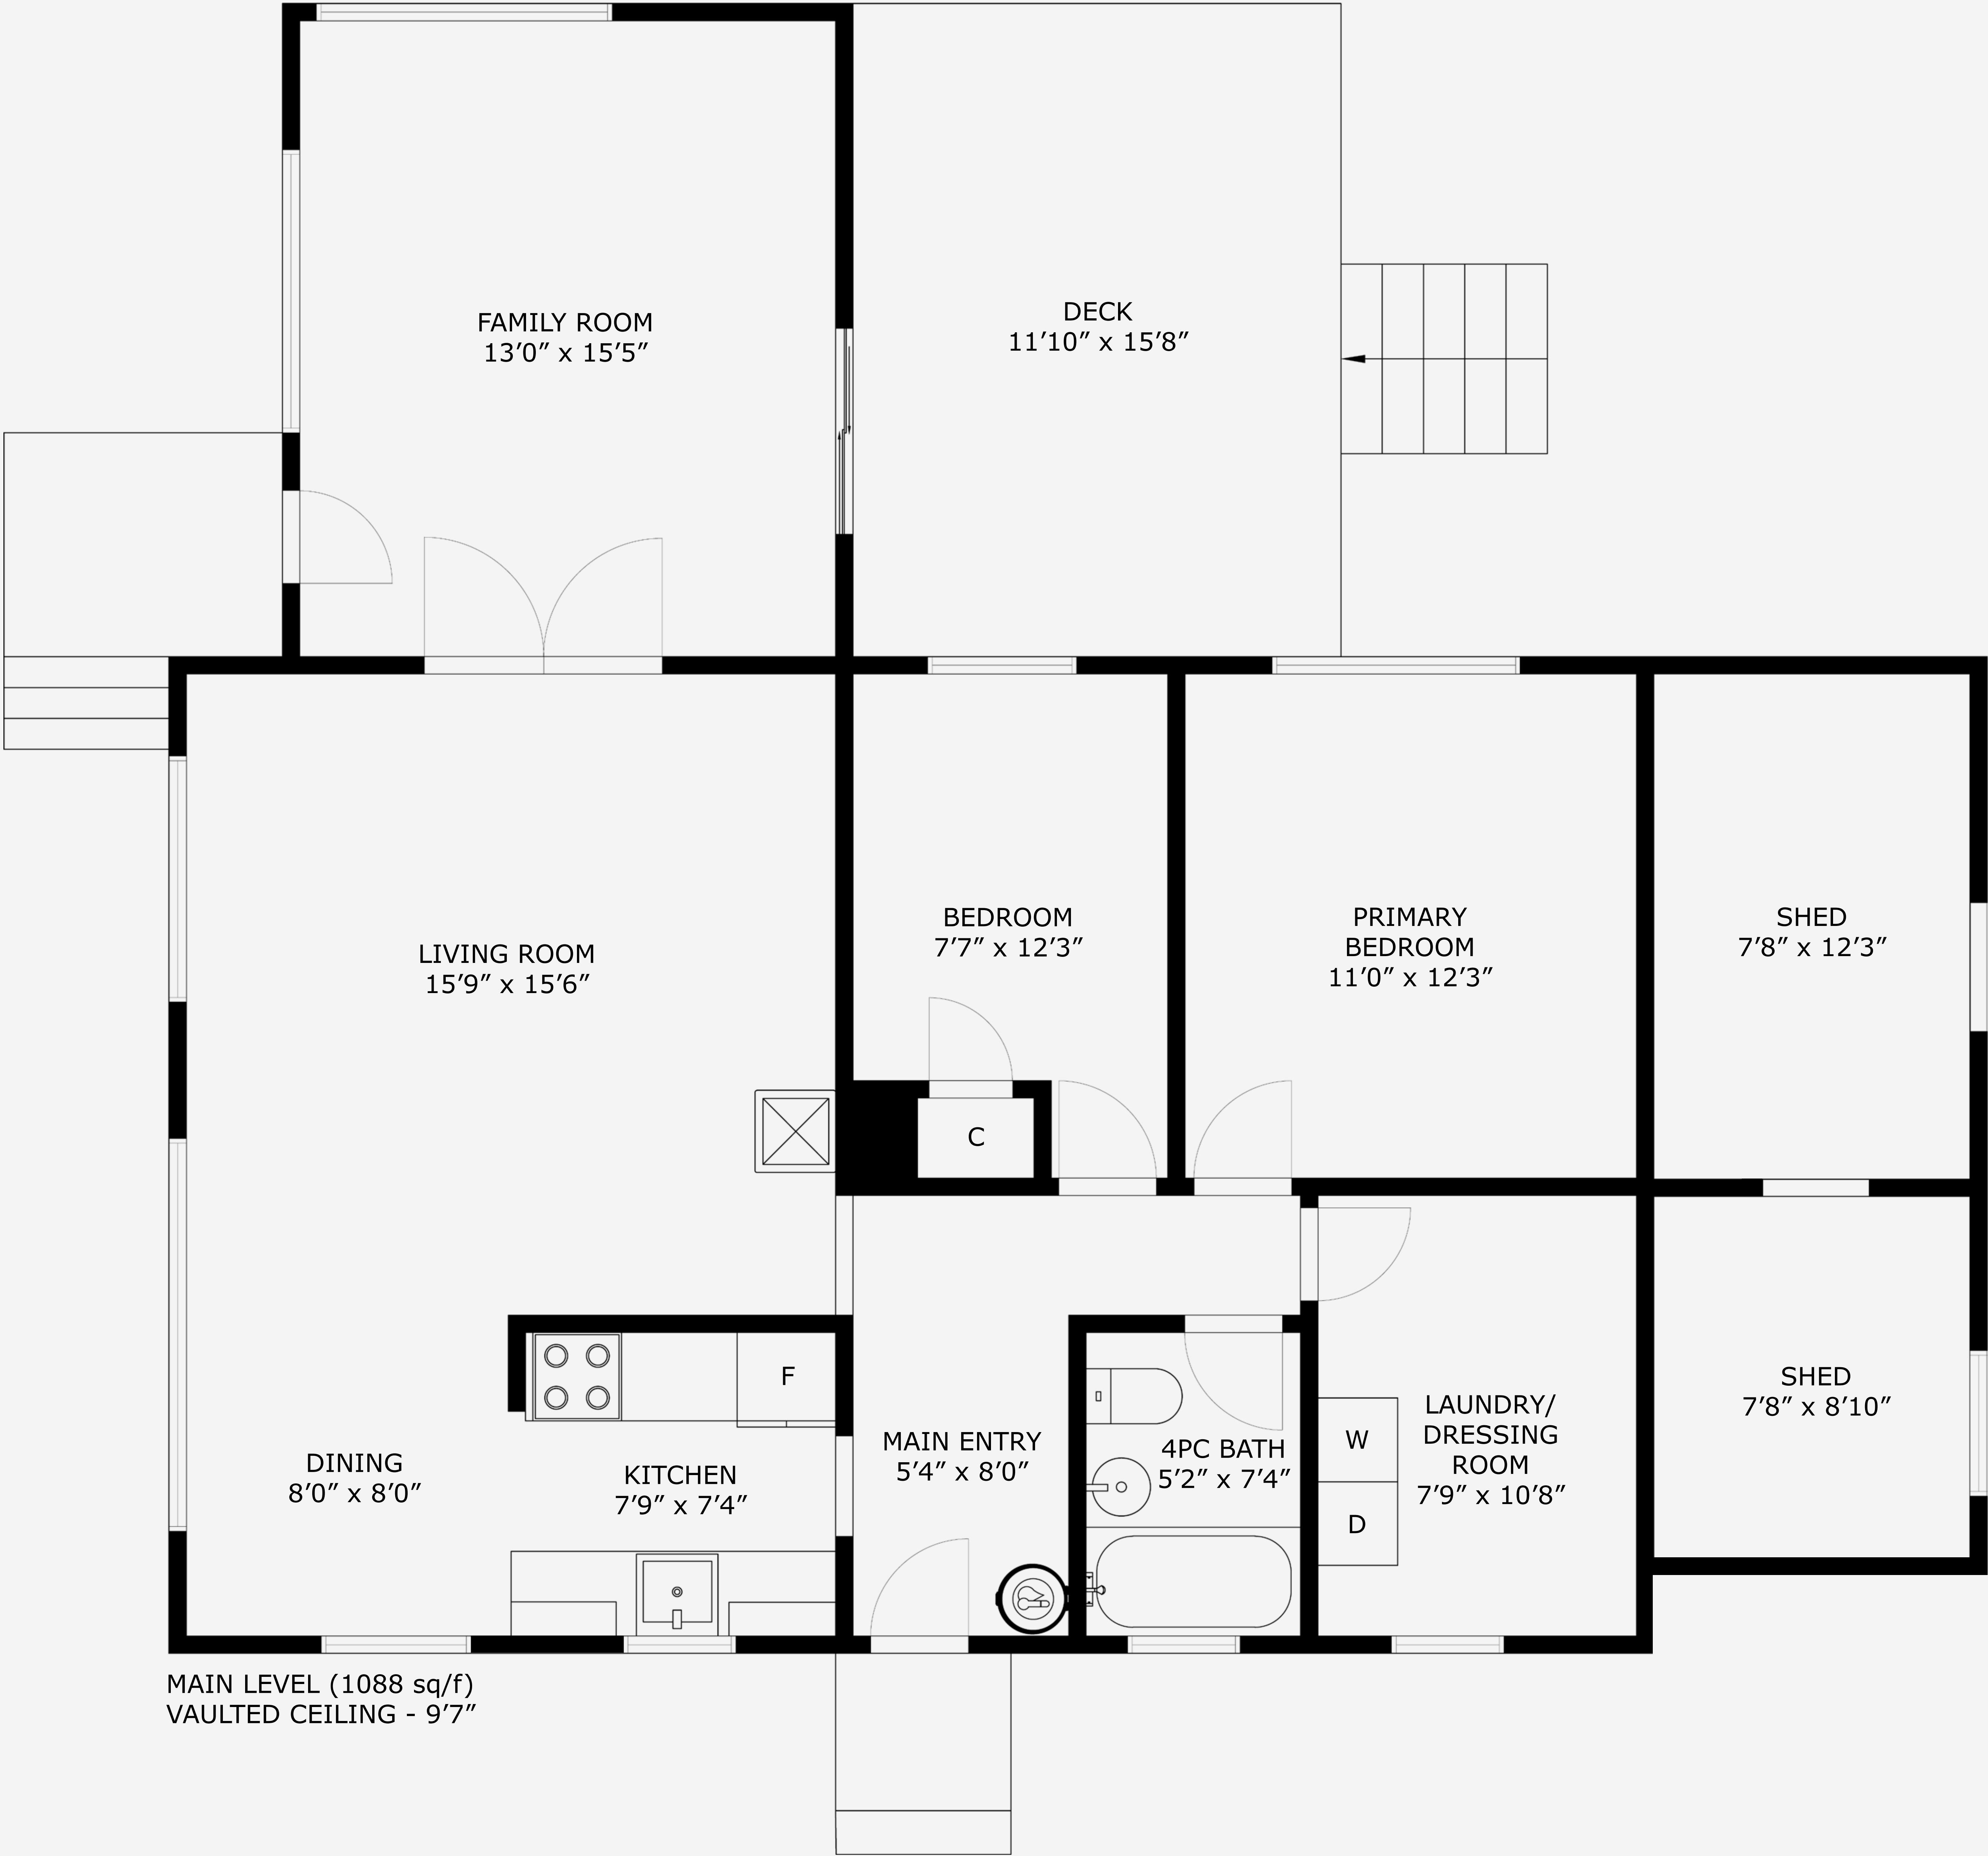 FAMILY ROOM
13′0″ x 15′5″
DECK
11′10″ x 15′8″
LIVING ROOM
15′9″ x 15′6″
BEDROOM
7′7″ x 12′3″
PRIMARY
BEDROOM
11′0″ x 12′3″
SHED
7′8″ x 12′3″
C
F
DINING
8′0″ x 8′0″
KITCHEN
7′9″ x 7′4″
MAIN ENTRY
5′4″ x 8′0″
4PC BATH
5′2″ x 7′4″
W
D
LAUNDRY/
DRESSING
ROOM
7′9″ x 10′8″
SHED
7′8″ x 8′10″
MAIN LEVEL (1088 sq/f)
VAULTED CEILING - 9′7″